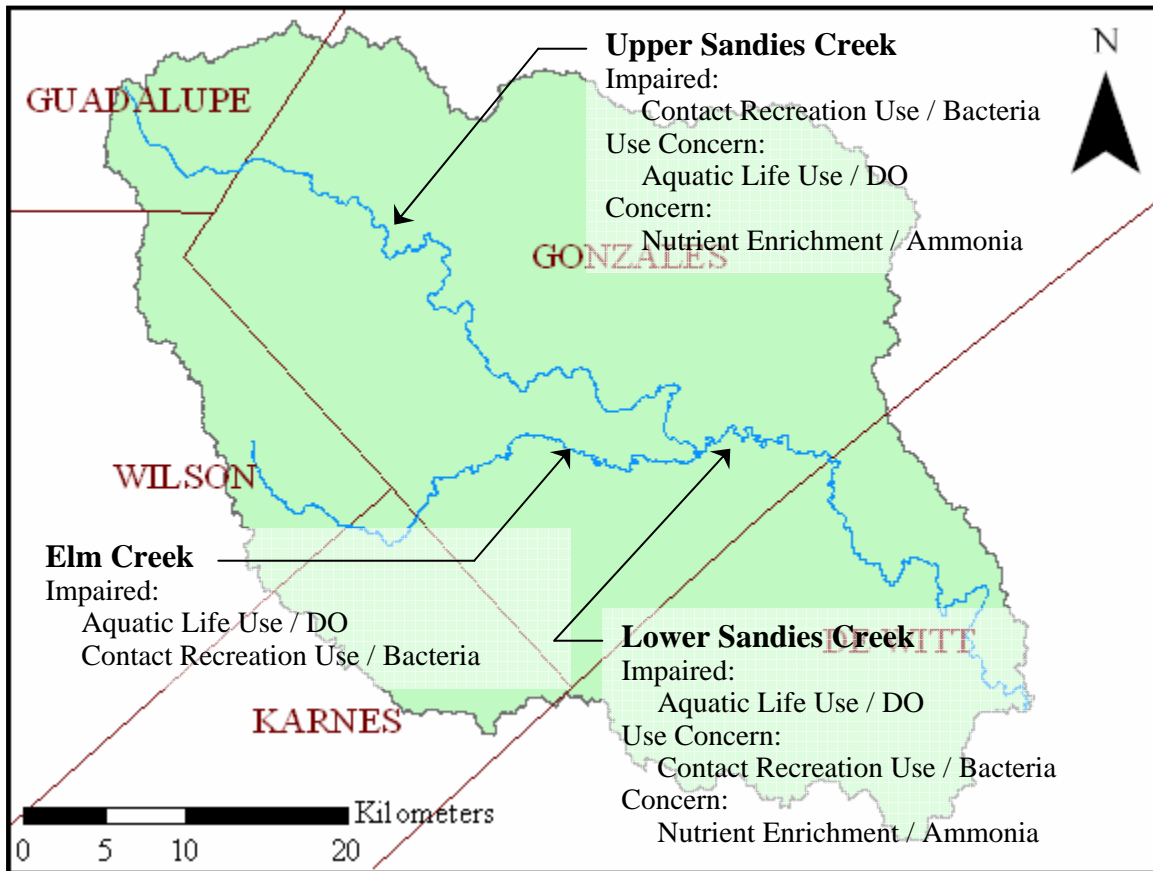 Upper Sandies Creek
Impaired:
Contact Recreation Use / Bacteria
Use Concern:
Aquatic Life Use / DO
Concern:
Nutrient Enrichment / Ammonia
N
GUADALUPE
GONZALES
WILSON
Elm Creek
Impaired:
Aquatic Life Use / DO
Contact Recreation Use / Bacteria
Lower Sandies Creek
Impaired:
Aquatic Life Use / DO
Use Concern:
Contact Recreation Use / Bacteria
Concern:
Nutrient Enrichment / Ammonia
DE WITT
KARNES
Kilometers
0 5 10 20